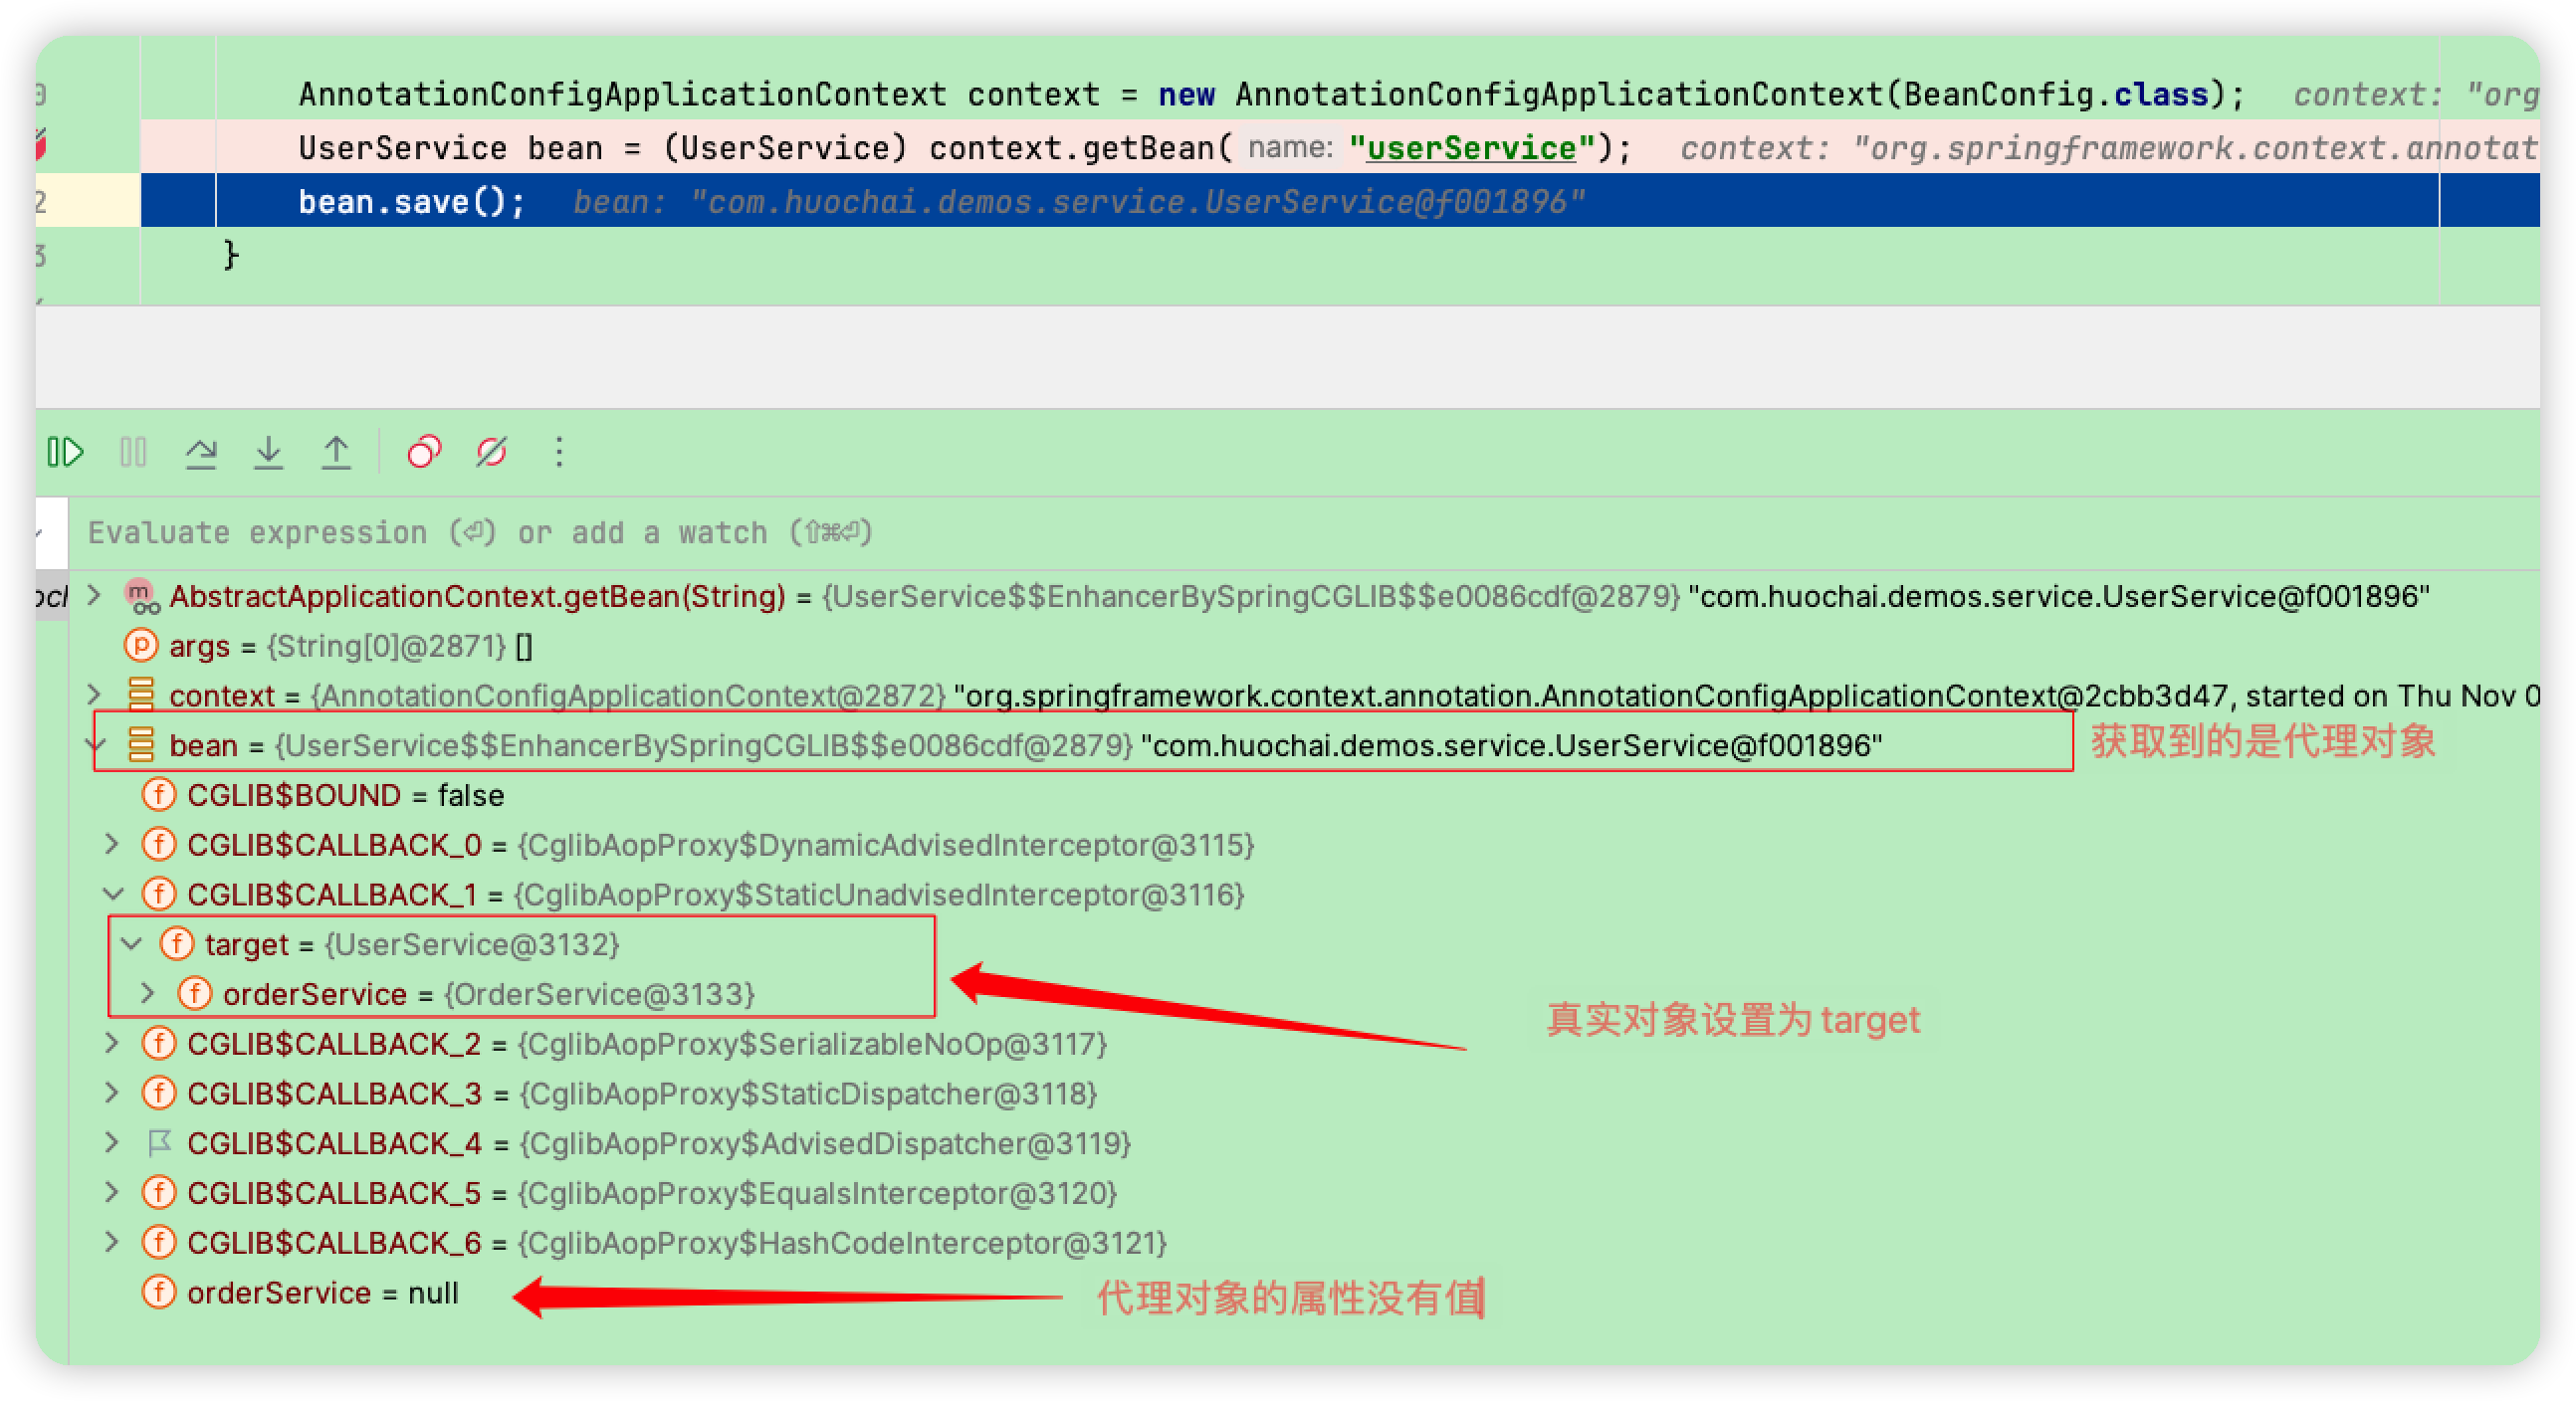 AnnotationConfigApplicationContext context = new AnnotationConfigApplicationContext(BeanConfig.class); context: "org
UserService bean = (UserService) context.getBean( name: "userService"); context: "org.springframework.context.annotat
2 bean.save(); bean: "com.huochai.demos.service.UserService@f001896"
3 }
Evaluate expression (⏎) or add a watch (⇧⌘⏎)
AbstractApplicationContext.getBean(String) = {UserService$$EnhancerBySpringCGLIB$$e0086cdf@2879} "com.huochai.demos.service.UserService@f001896"
args = {String[0]@2871} []
context = {AnnotationConfigApplicationContext@2872} "org.springframework.context.annotation.AnnotationConfigApplicationContext@2cbb3d47, started on Thu Nov 0
bean = {UserService$$EnhancerBySpringCGLIB$$e0086cdf@2879} "com.huochai.demos.service.UserService@f001896" 获取到的是代理对象
CGLIB$BOUND = false
CGLIB$CALLBACK_0 = {CglibAopProxy$DynamicAdvisedInterceptor@3115}
CGLIB$CALLBACK_1 = {CglibAopProxy$StaticUnadvisedInterceptor@3116}
target = {UserService@3132}
orderService = {OrderService@3133}
真实对象设置为 target
CGLIB$CALLBACK_2 = {CglibAopProxy$SerializableNoOp@3117}
CGLIB$CALLBACK_3 = {CglibAopProxy$StaticDispatcher@3118}
CGLIB$CALLBACK_4 = {CglibAopProxy$AdvisedDispatcher@3119}
CGLIB$CALLBACK_5 = {CglibAopProxy$EqualsInterceptor@3120}
CGLIB$CALLBACK_6 = {CglibAopProxy$HashCodeInterceptor@3121}
orderService = null 代理对象的属性没有值